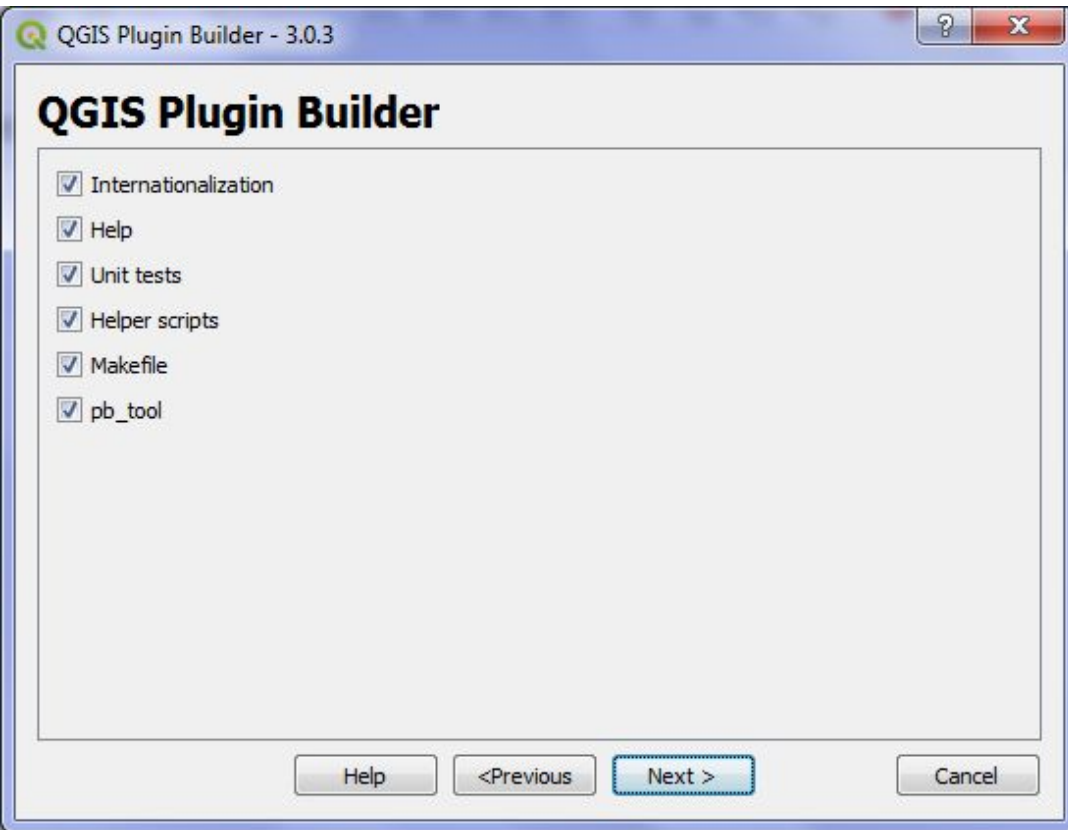 QGIS Plugin Builder - 3.0.3
QGIS Plugin Builder
Internationalization
Help
Unit tests
Helper scripts
Makefile
pb_tool
Help
<Previous
Next >
Cancel